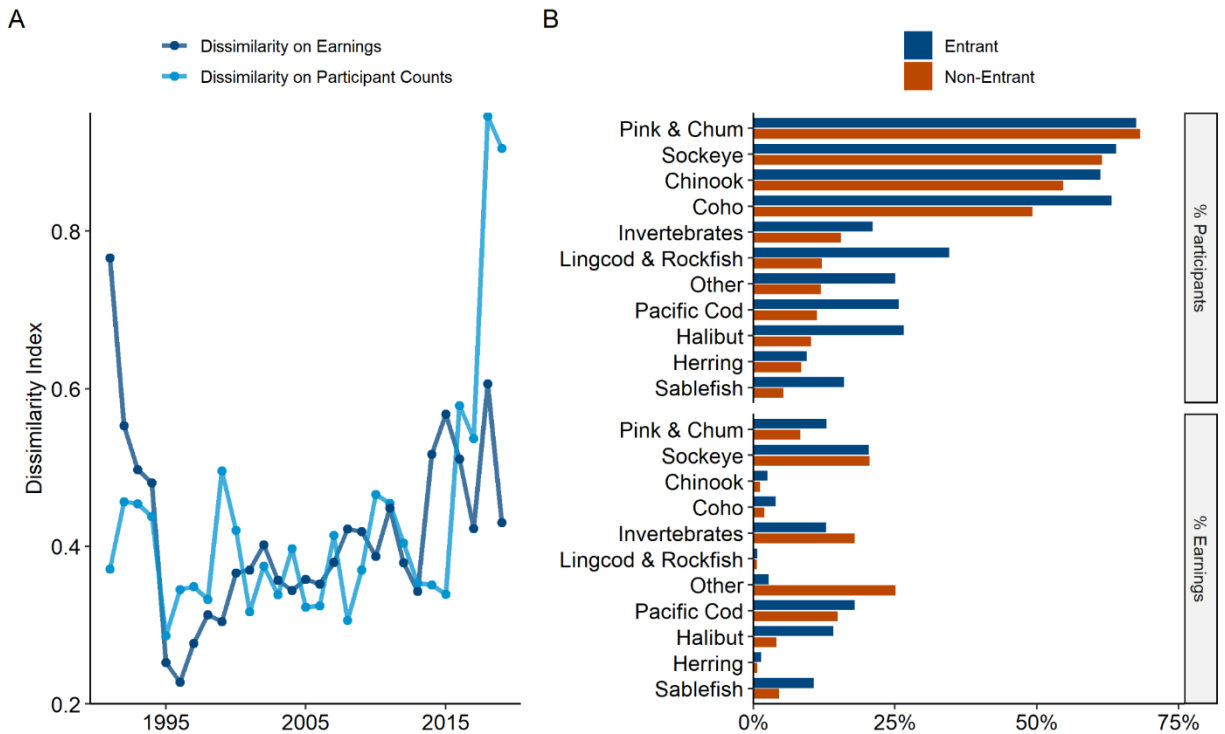 A
Dissimilarity on Earnings
Dissimilarity on Participant Counts
Dissimilarity Index
0.8
0.6
0.4
0.2
1995
2005
2015
B
Entrant
Non-Entrant
Pink & Chum
Sockeye
Chinook
Coho
Invertebrates
Lingcod & Rockfish
Other
Pacific Cod
Halibut
Herring
Sablefish
% Participants
Pink & Chum
Sockeye
Chinook
Coho
Invertebrates
Lingcod & Rockfish
Other
Pacific Cod
Halibut
Herring
Sablefish
% Earnings
0%
25%
50%
75%